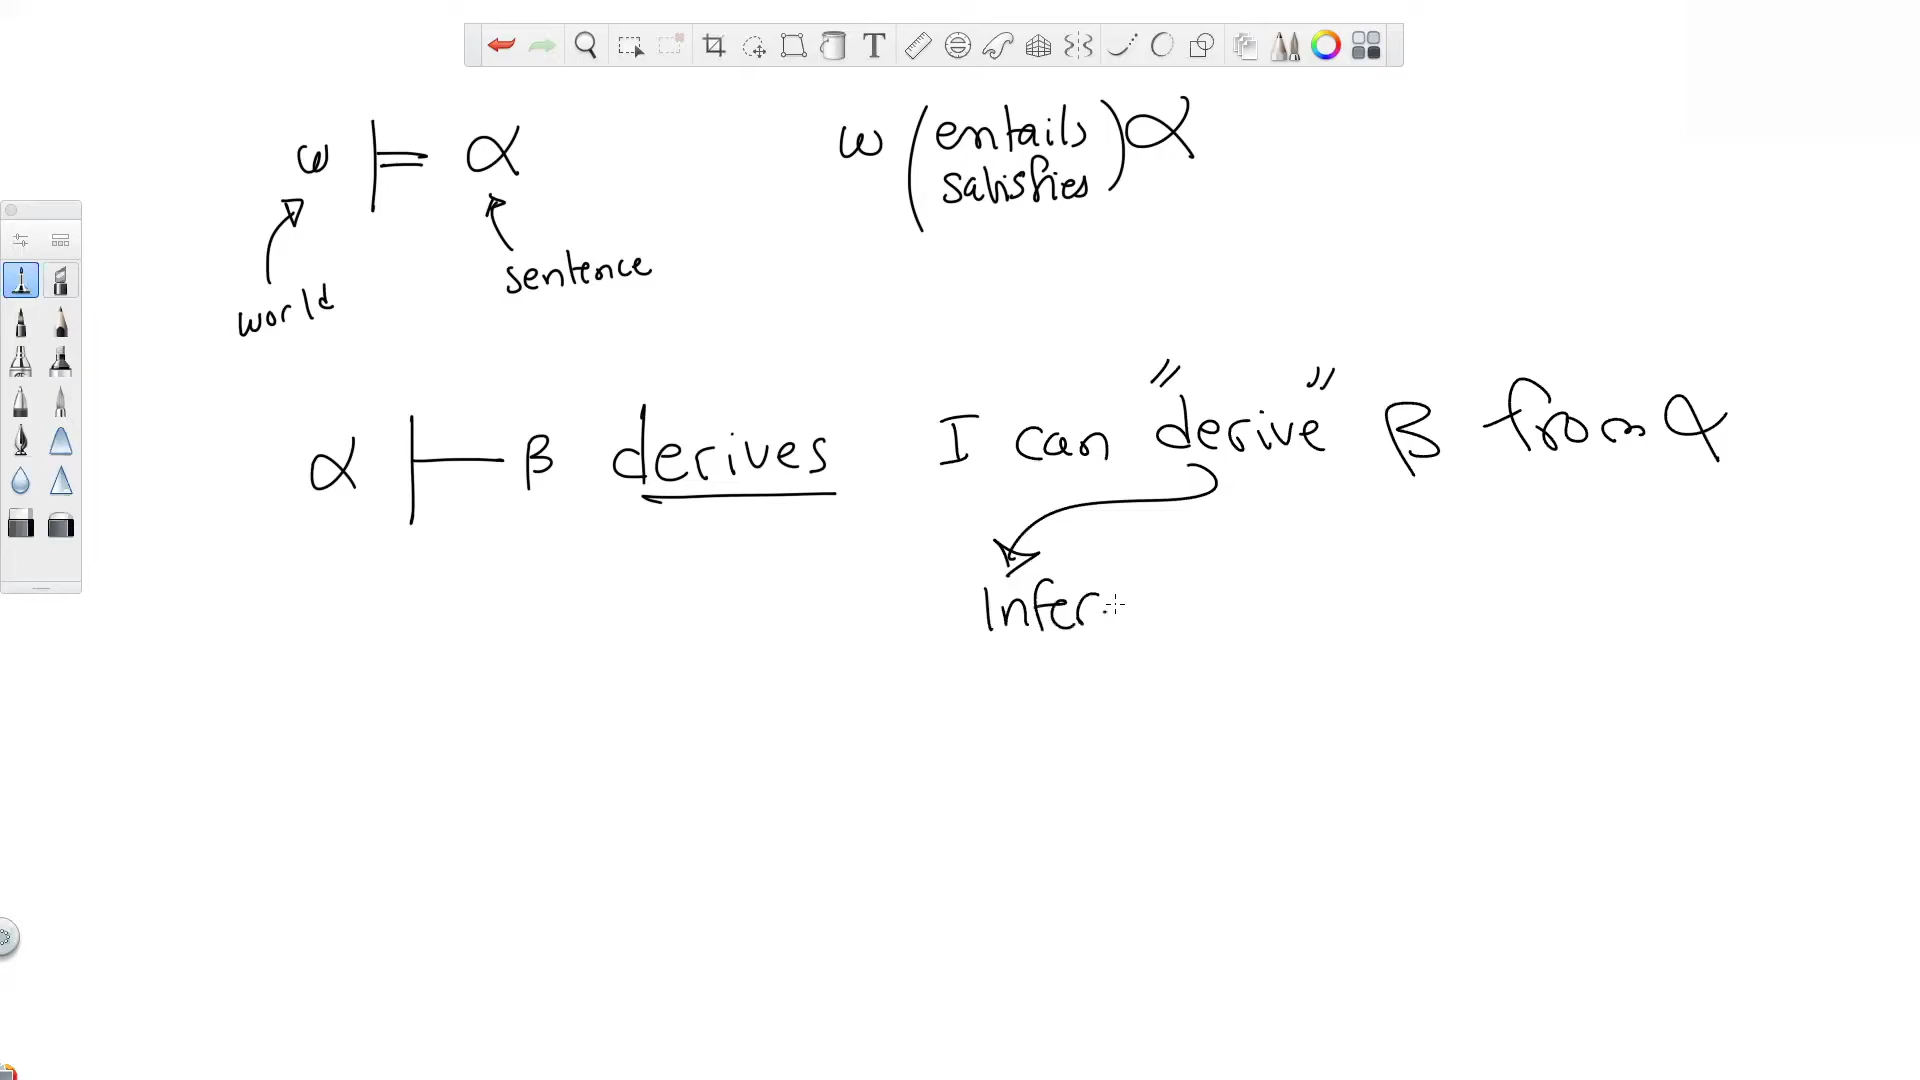 ω ⊨ α
world
sentence
ω (entails satisfies) α
α ⊢ β derives
I can "derive" β from α
Infer